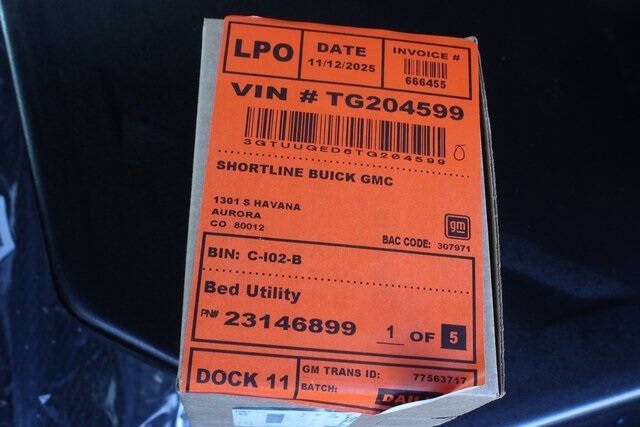 LPO
DATE
11/12/2025
INVOICE #
666455
VIN # TG204599
3GTUUGED6TG204599
SHORTLINE BUICK GMC
1301 S HAVANA
AURORA
CO 80012
gm
BAC CODE: 307971
BIN: C-I02-B
Bed Utility
PN# 23146899
1 OF 5
DOCK 11
GM TRANS ID: 77563717
BATCH: